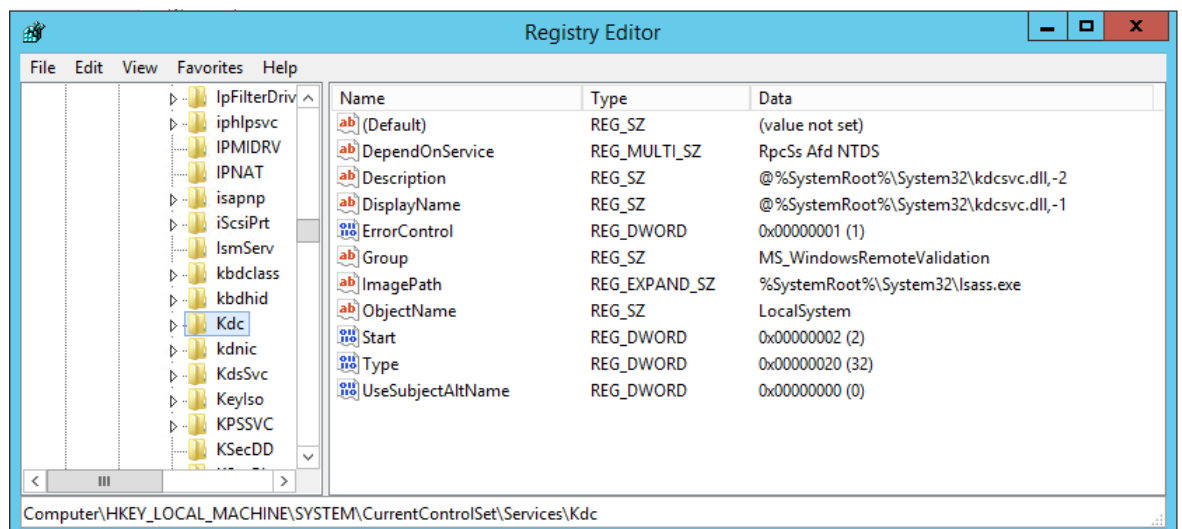 Registry Editor
File Edit View Favorites Help
IpFilterDriv
iphlpsvc
IPMIDRV
IPNAT
isapnp
iScsiPrt
IsmServ
kbdclass
kbdhid
Kdc
kdnic
KdsSvc
KeyIso
KPSSVC
KSecDD
Name Type Data
(Default) REG_SZ (value not set)
DependOnService REG_MULTI_SZ RpcSs Afd NTDS
Description REG_SZ @%SystemRoot%\System32\kdcsvc.dll,-2
DisplayName REG_SZ @%SystemRoot%\System32\kdcsvc.dll,-1
ErrorControl REG_DWORD 0x00000001 (1)
Group REG_SZ MS_WindowsRemoteValidation
ImagePath REG_EXPAND_SZ %SystemRoot%\System32\lsass.exe
ObjectName REG_SZ LocalSystem
Start REG_DWORD 0x00000002 (2)
Type REG_DWORD 0x00000020 (32)
UseSubjectAltName REG_DWORD 0x00000000 (0)
Computer\HKEY_LOCAL_MACHINE\SYSTEM\CurrentControlSet\Services\Kdc